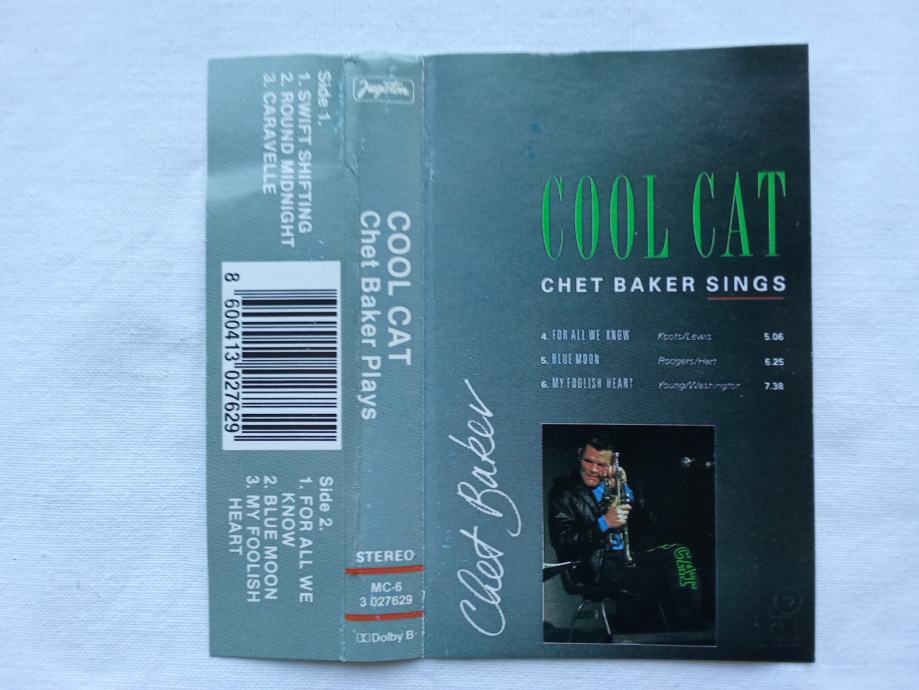 Side 1.
1. SWIFT SHIFTING
2. ROUND MIDNIGHT
3. CARAVELLE
8 600413 027629
Side 2.
1. FOR ALL WE
KNOW
2. BLUE MOON
3. MY FOOLISH
HEART
Jugoton
COOL CAT
Chet Baker Plays
STEREO
MC-6
3 027629
Dolby B
Chet Baker
COOL CAT
CHET BAKER SINGS
4. FOR ALL WE KNOW Koots/Lewis 5.06
5. BLUE MOON Roogers/Hart 6.25
6. MY FOOLISH HEART Young/Washington 7.38
CAT